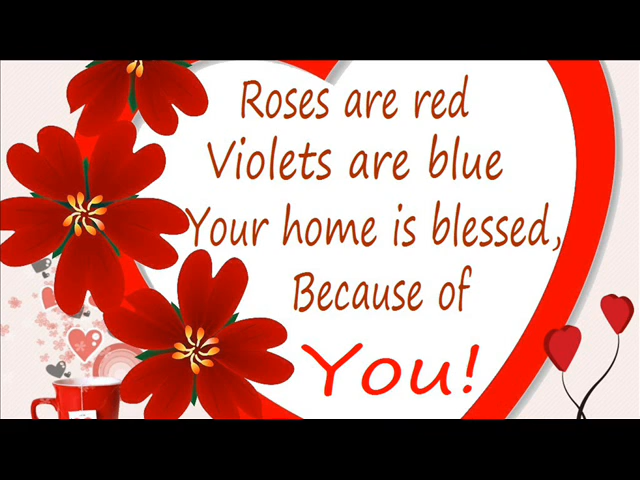 Roses are red
Violets are blue
Your home is blessed,
Because of
You!